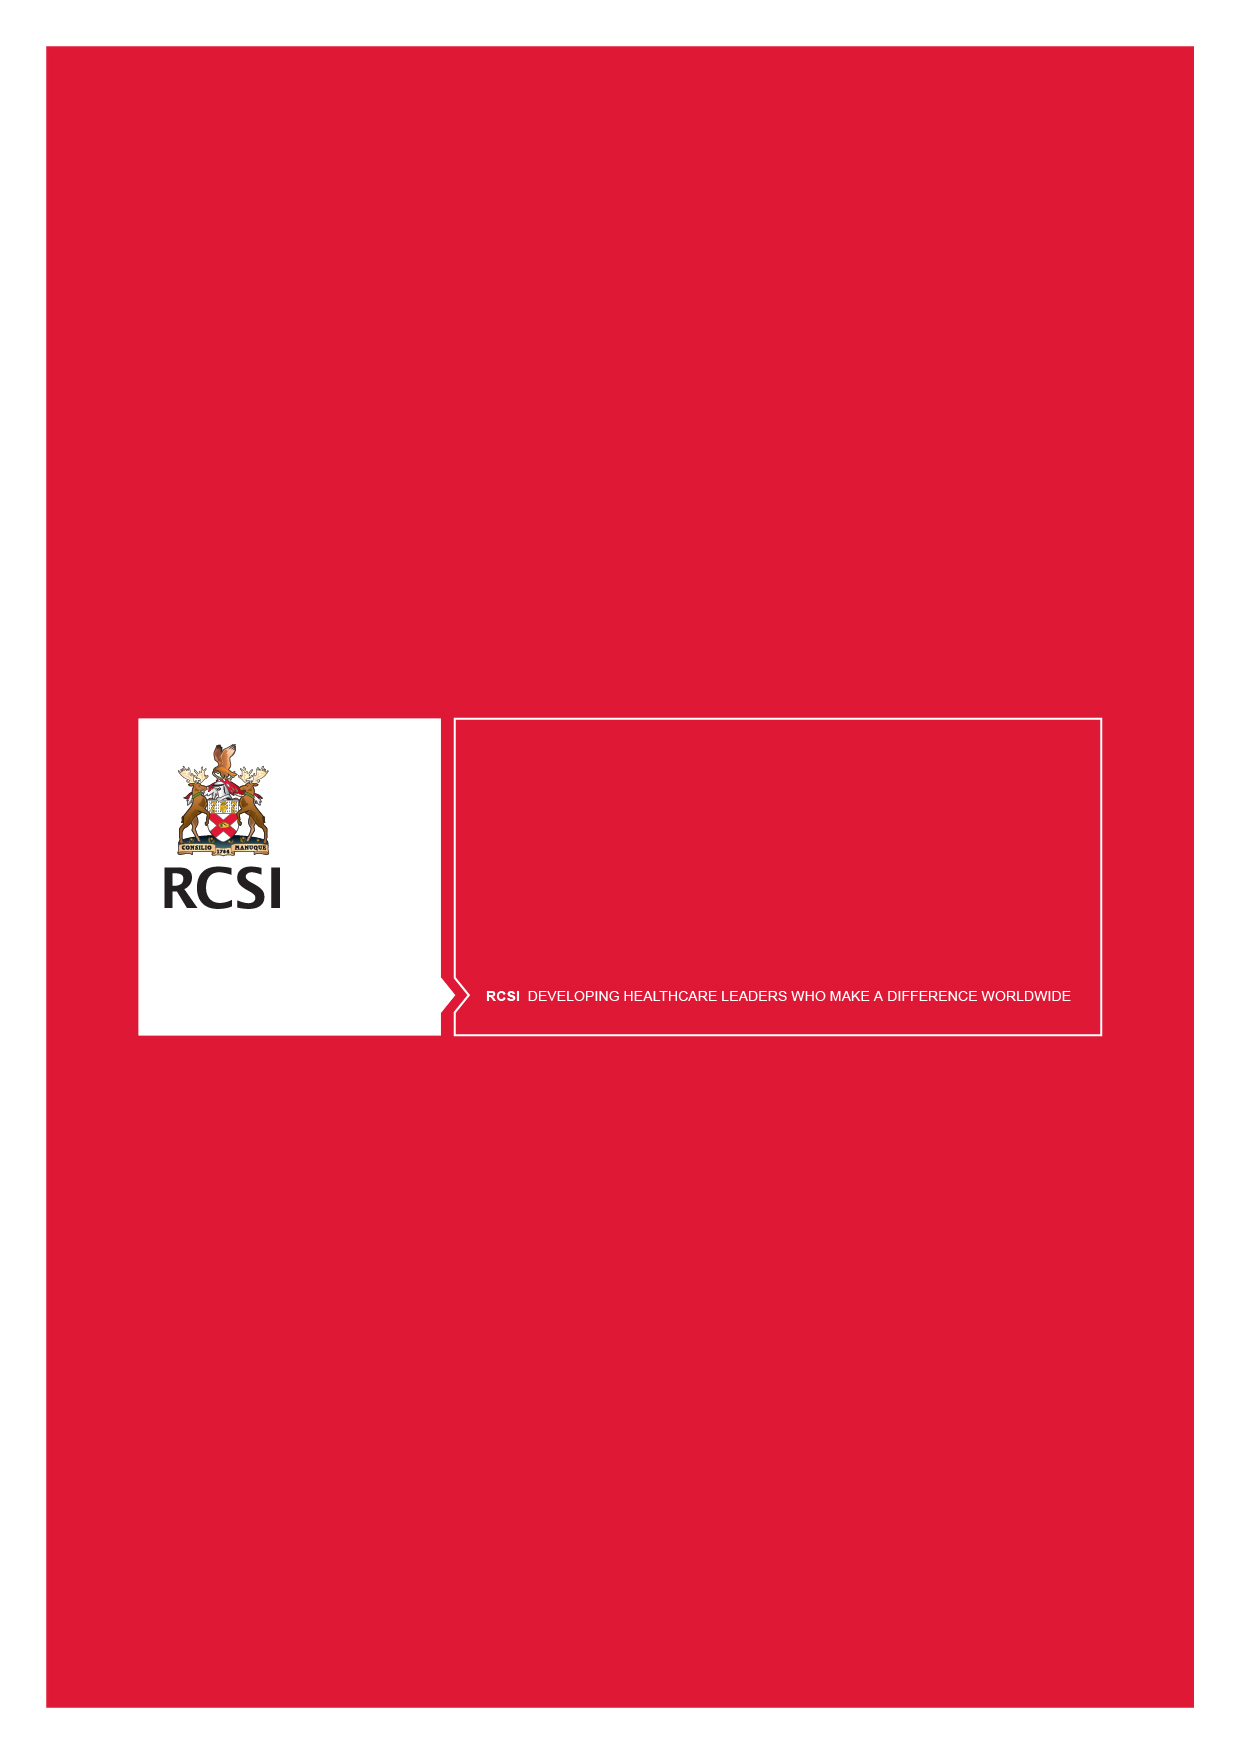 CONSILIO MANUQUE
1784
RCSI
RCSI DEVELOPING HEALTHCARE LEADERS WHO MAKE A DIFFERENCE WORLDWIDE